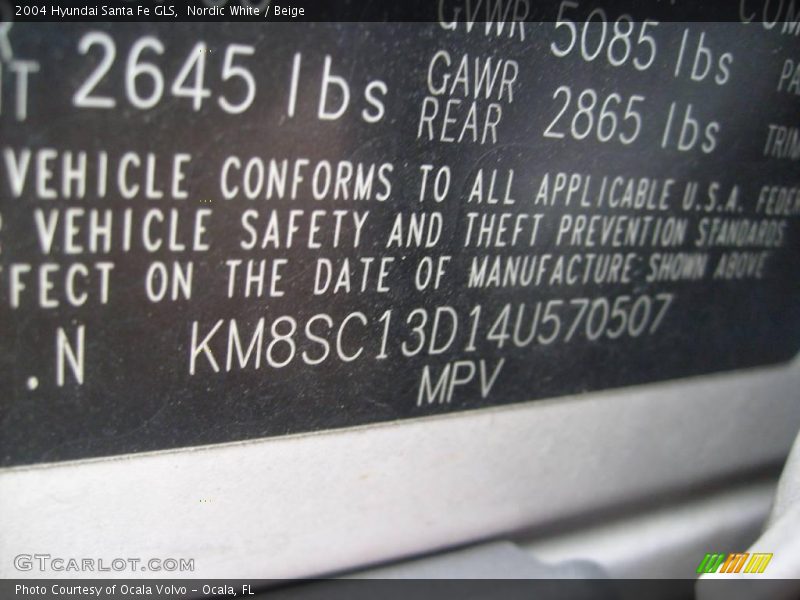 2004 Hyundai Santa Fe GLS, Nordic White / Beige
GVWR 5085 lbs
2645 lbs GAWR
REAR 2865 lbs
VEHICLE CONFORMS TO ALL APPLICABLE U.S.A.
VEHICLE SAFETY AND THEFT PREVENTION STANDARDS
FFECT ON THE DATE OF MANUFACTURE SHOWN ABOVE
.N KM8SC13D14U570507
MPV
GTCARLOT.COM
Photo Courtesy of Ocala Volvo - Ocala, FL